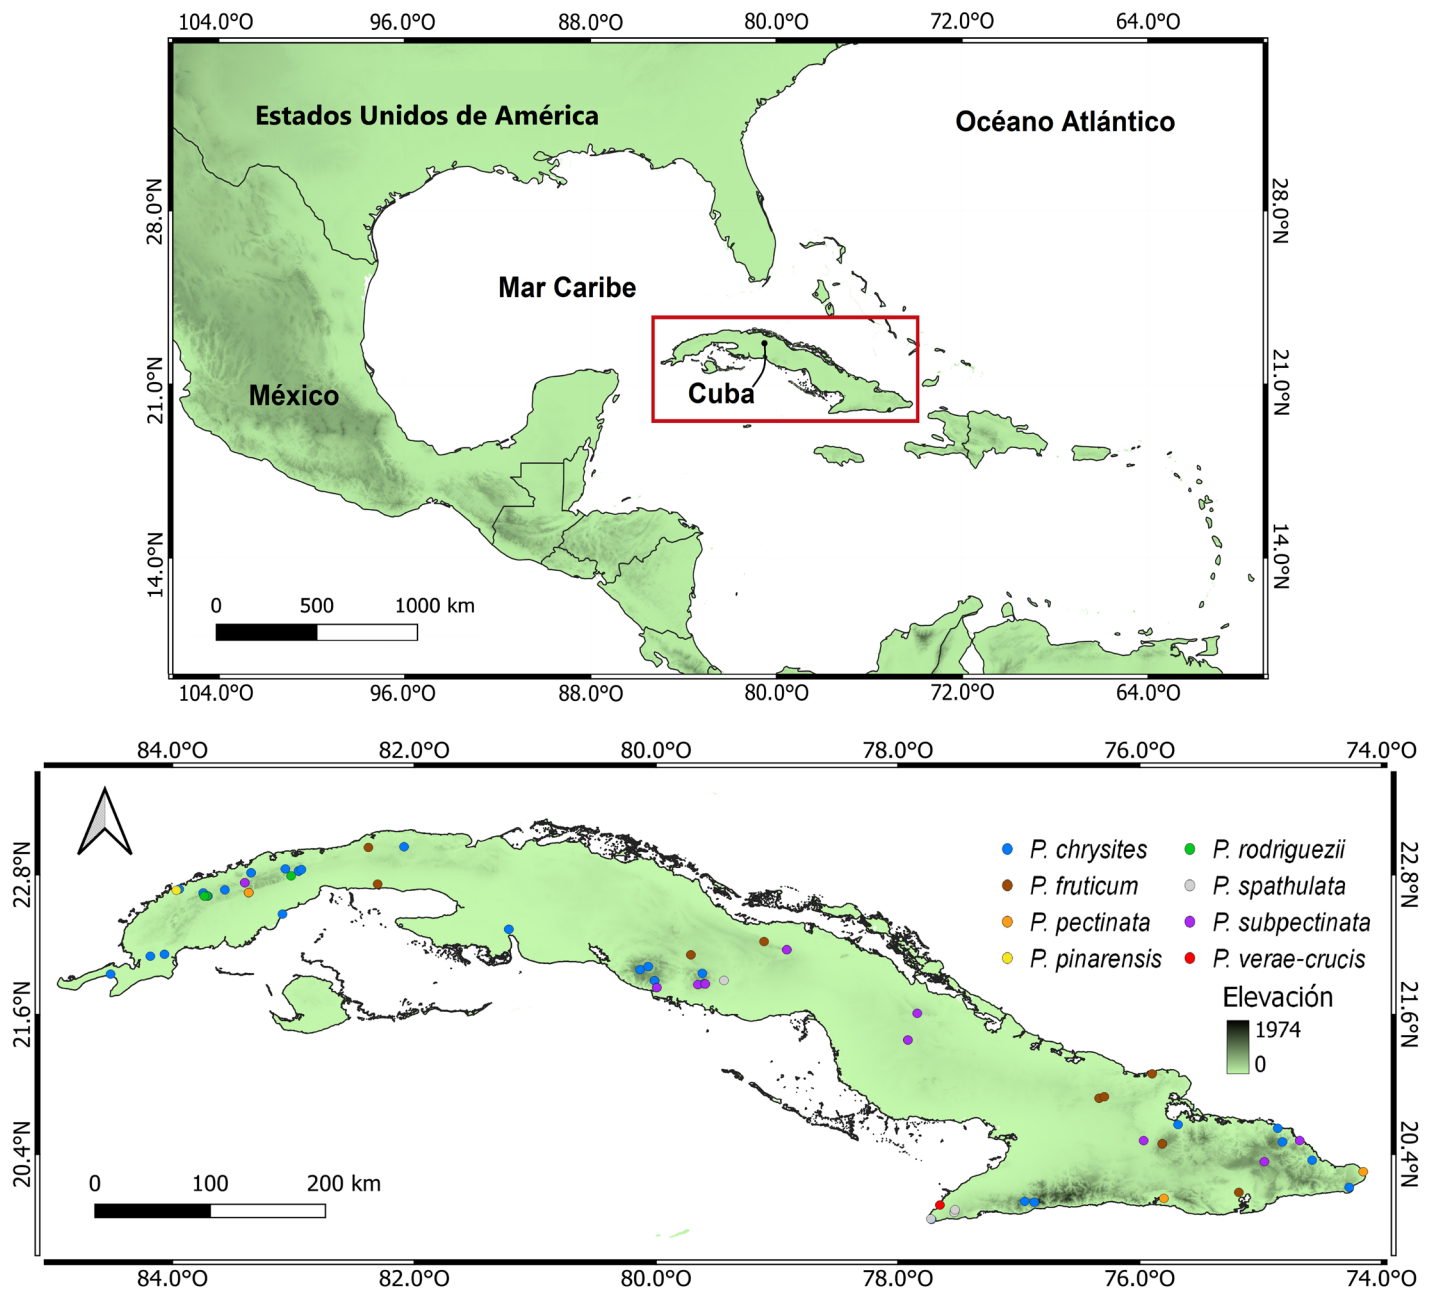 104.0°O 96.0°O 88.0°O 80.0°O 72.0°O 64.0°O
Estados Unidos de América
Océano Atlántico
28.0°N
28.0°N
Mar Caribe
Cuba
México
21.0°N
21.0°N
14.0°N
14.0°N
0 500 1000 km
104.0°O 96.0°O 88.0°O 80.0°O 72.0°O 64.0°O
84.0°O 82.0°O 80.0°O 78.0°O 76.0°O 74.0°O
22.8°N
22.8°N
P. chrysites
P. fruticum
P. pectinata
P. pinarensis
P. rodriguezii
P. spathulata
P. subpectinata
P. verae-crucis
Elevación
1974
0
21.6°N
21.6°N
20.4°N
20.4°N
0 100 200 km
84.0°O 82.0°O 80.0°O 78.0°O 76.0°O 74.0°O